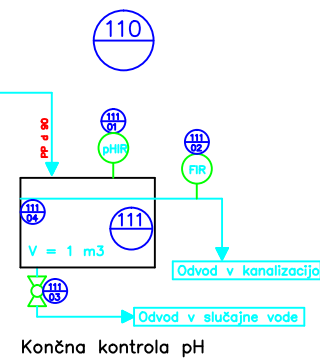 110
PP d 90
111
01
pHIR
111
02
FIR
111
04
111
V = 1 m3
Odvod v kanalizacijo
111
03
Odvod v slučajne vode
Končna kontrola pH